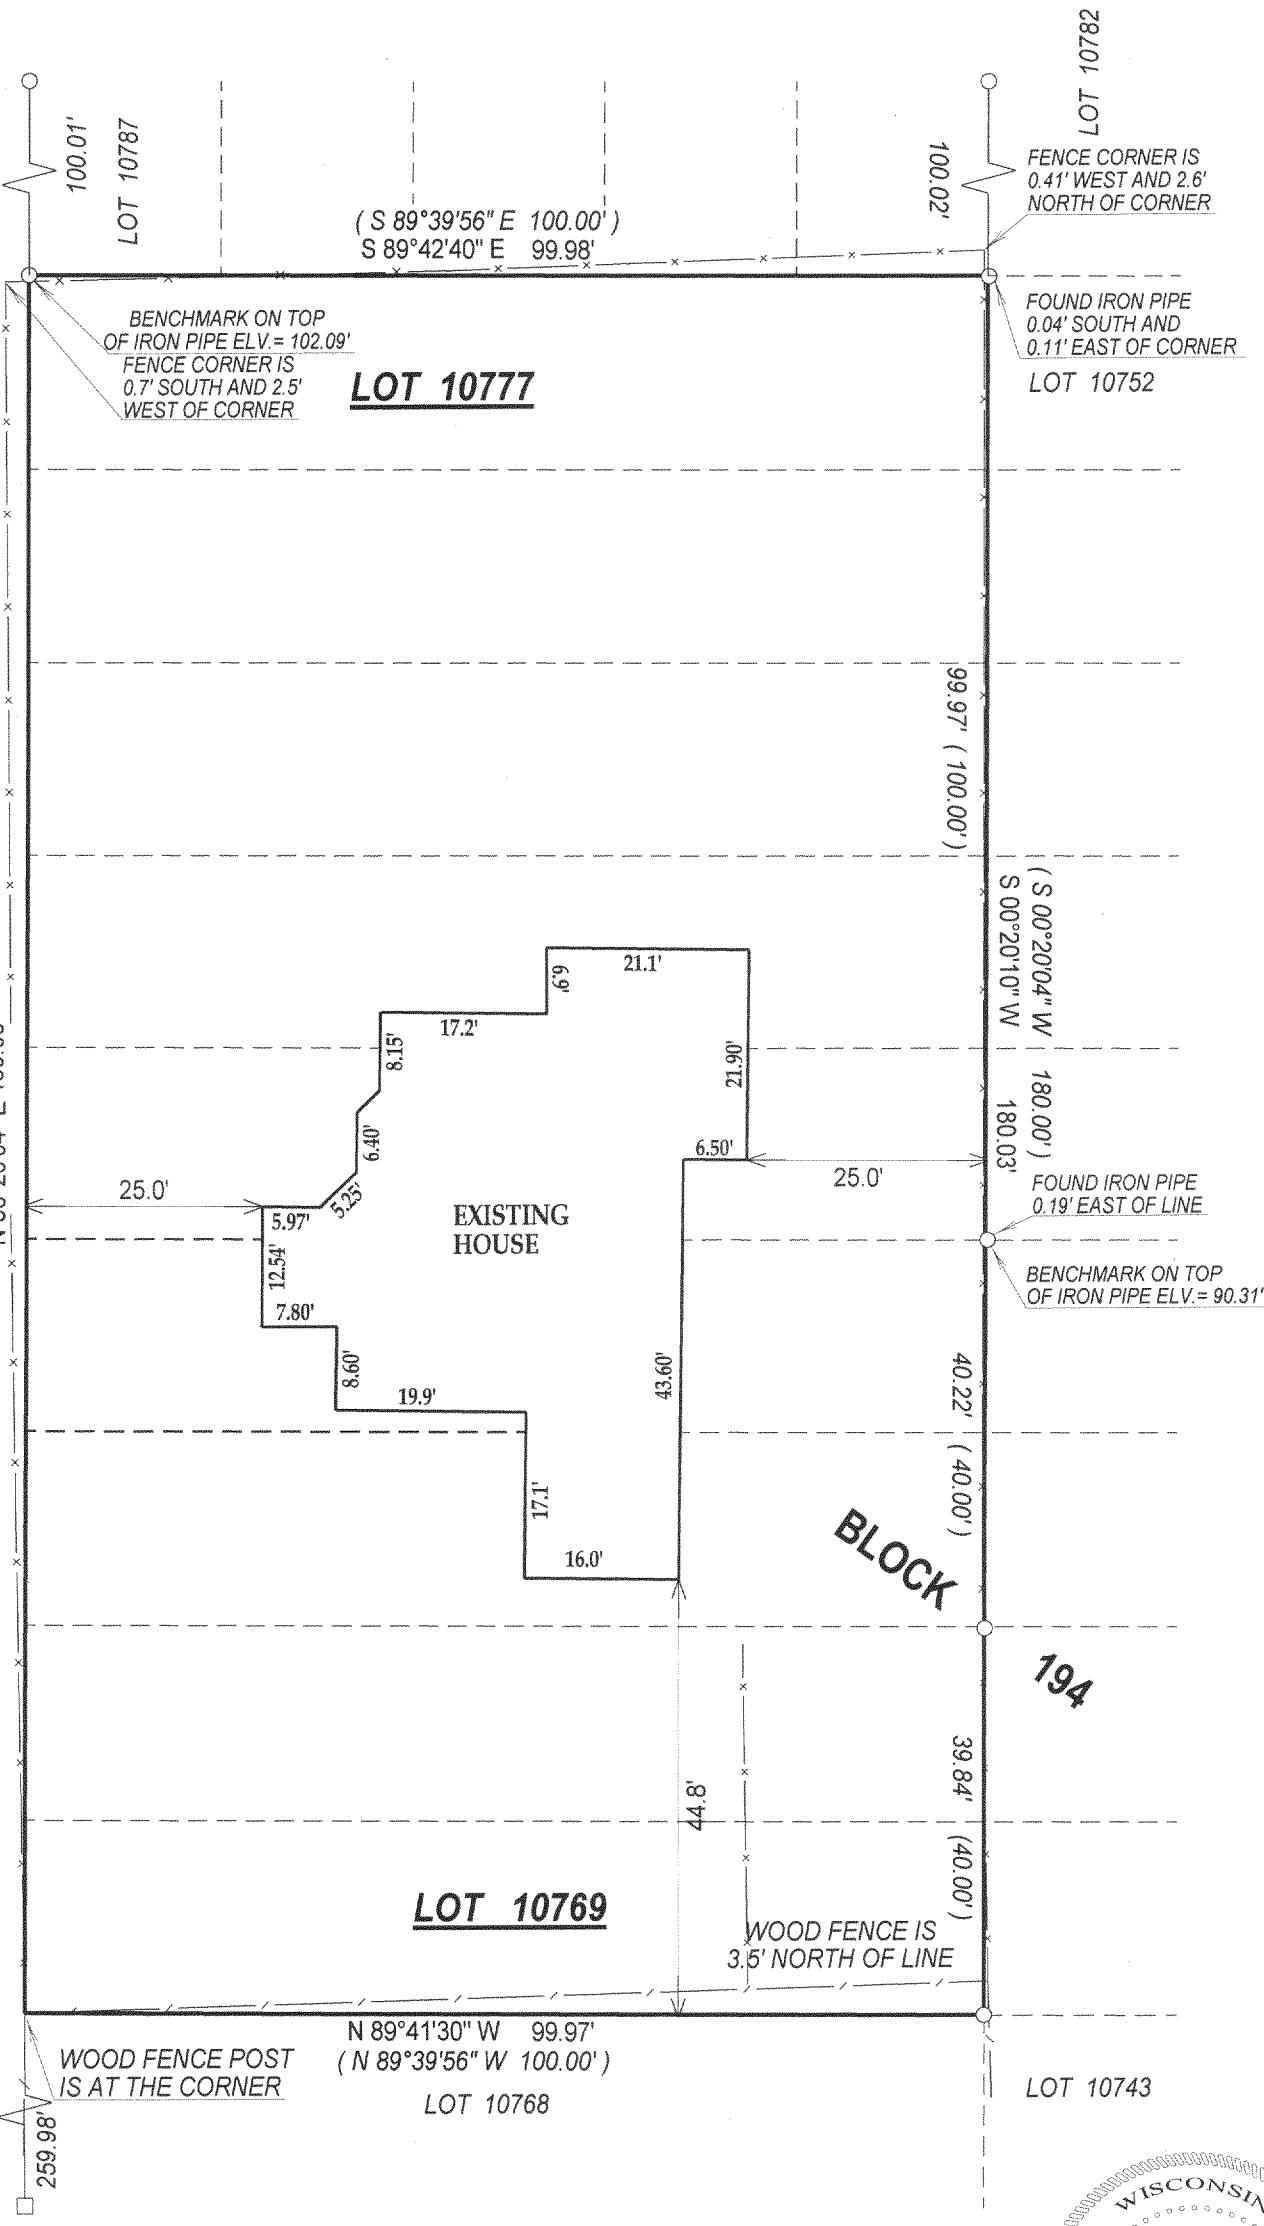 LOT 10782
100.01'
LOT 10787
100.02'
FENCE CORNER IS
0.41' WEST AND 2.6'
NORTH OF CORNER
( S 89°39'56" E 100.00' )
S 89°42'40" E 99.98'
BENCHMARK ON TOP
OF IRON PIPE ELV.= 102.09'
FENCE CORNER IS
0.7' SOUTH AND 2.5'
WEST OF CORNER
LOT 10777
FOUND IRON PIPE
0.04' SOUTH AND
0.11' EAST OF CORNER
LOT 10752
99.97' ( 100.00' )
( S 00°20'04" W 180.00' )
S 00°20'10" W 180.03'
21.1'
6.9'
17.2'
8.15'
21.90'
6.40'
6.50'
25.0'
25.0'
5.25'
5.97'
EXISTING
HOUSE
12.54'
7.80'
8.60'
19.9'
43.60'
17.1'
16.0'
FOUND IRON PIPE
0.19' EAST OF LINE
BENCHMARK ON TOP
OF IRON PIPE ELV.= 90.31'
40.22' ( 40.00' )
BLOCK
194
39.84' (40.00' )
44.8'
LOT 10769
WOOD FENCE IS
3.5' NORTH OF LINE
N 89°41'30" W 99.97'
( N 89°39'56" W 100.00' )
WOOD FENCE POST
IS AT THE CORNER
LOT 10768
LOT 10743
259.98'
WISCONSIN